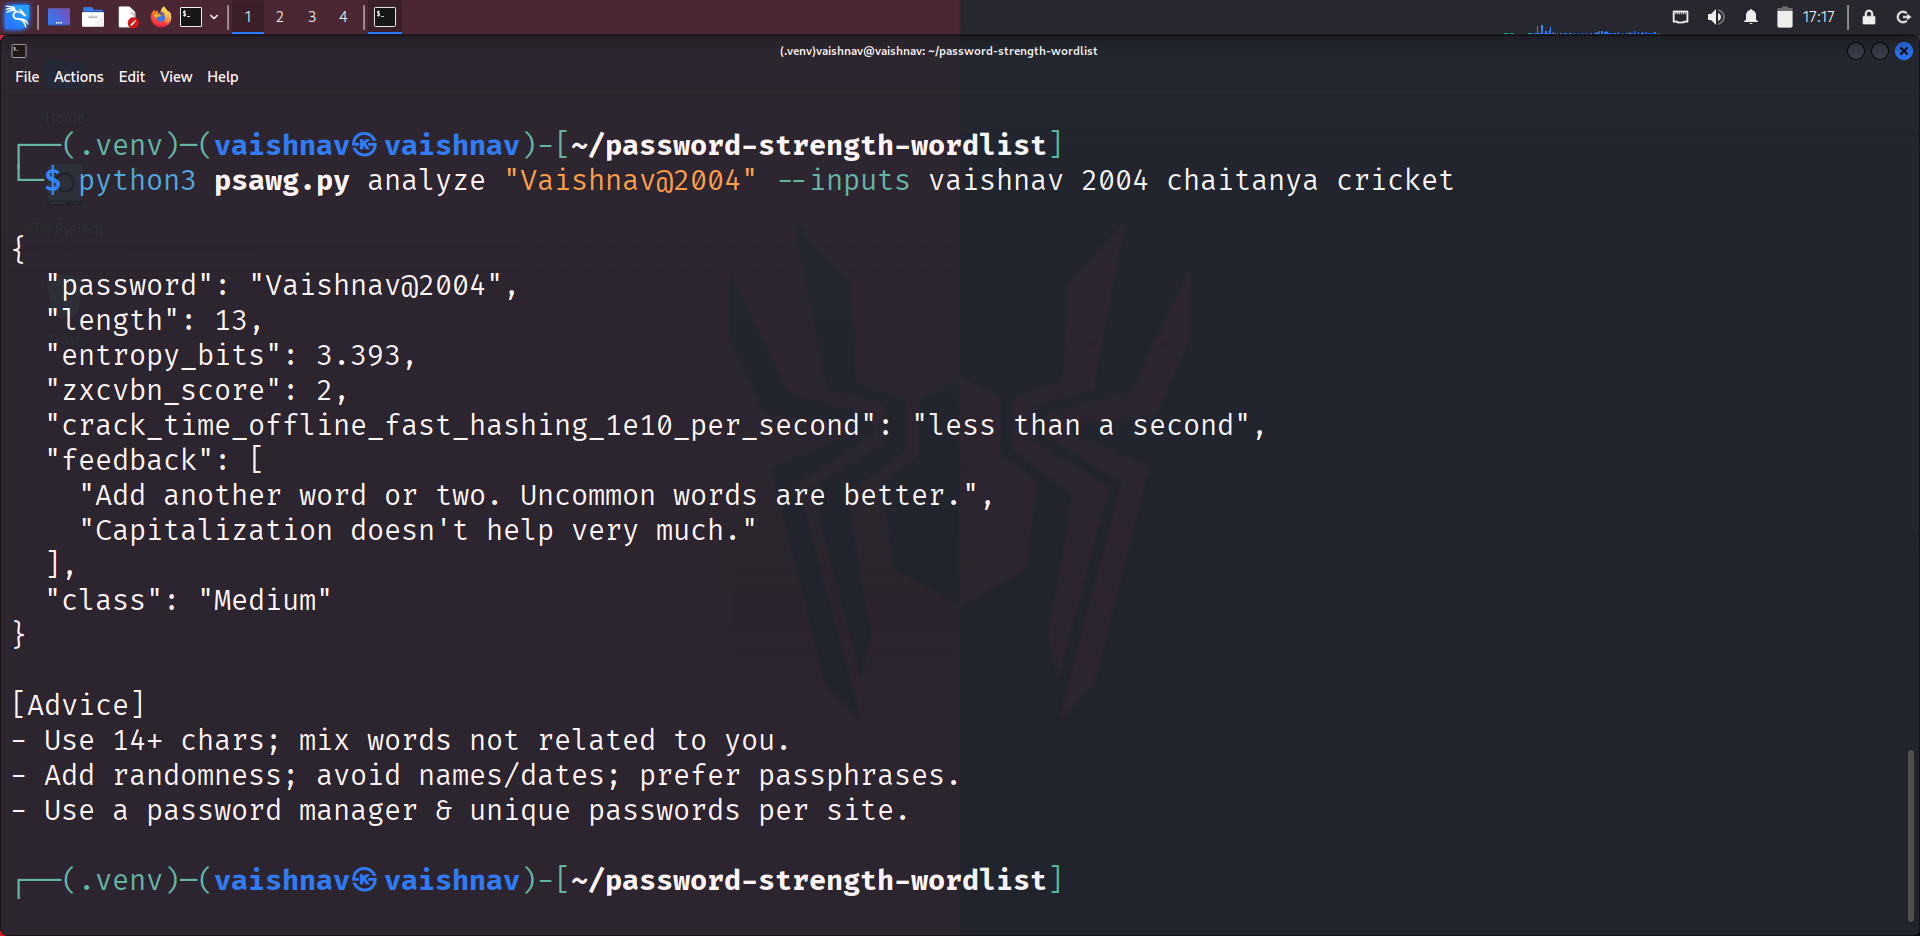 1 2 3 4 17:17
(.venv)vaishnav@vaishnav: ~/password-strength-wordlist
File Actions Edit View Help
Home
┌──(.venv)─(vaishnav㉿vaishnav)-[~/password-strength-wordlist]
└─$ python3 psawg.py analyze "Vaishnav@2004" --inputs vaishnav 2004 chaitanya cricket
File System
{
"password": "Vaishnav@2004",
"length": 13,
"entropy_bits": 3.393,
"zxcvbn_score": 2,
"crack_time_offline_fast_hashing_1e10_per_second": "less than a second",
"feedback": [
"Add another word or two. Uncommon words are better.",
"Capitalization doesn't help very much."
],
"class": "Medium"
}
[Advice]
- Use 14+ chars; mix words not related to you.
- Add randomness; avoid names/dates; prefer passphrases.
- Use a password manager & unique passwords per site.
┌──(.venv)─(vaishnav㉿vaishnav)-[~/password-strength-wordlist]